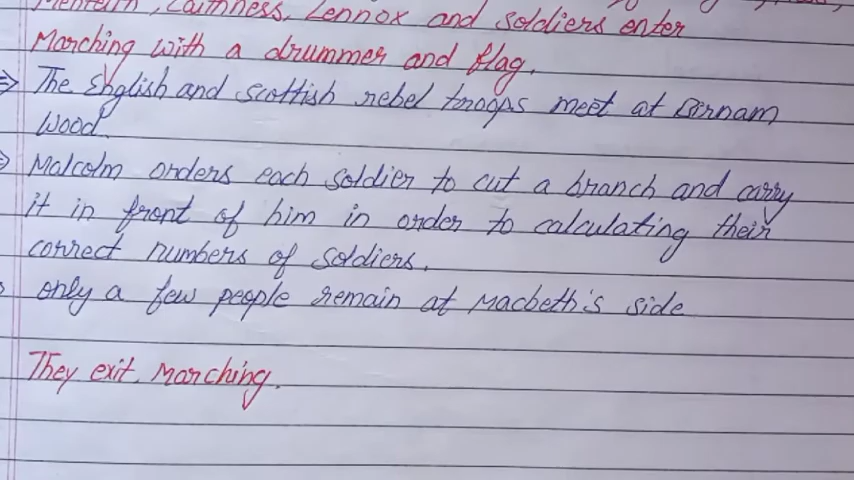 Menteith, Caithness, Lennox and soldiers enter
Marching with a drummer and flag.
⇒ The English and scottish rebel troops meet at Birnam
Wood.
⇒ Malcolm orders each soldier to cut a branch and carry
it in front of him in order to calculating their
correct numbers of soldiers.
only a few people remain at Macbeth's side
They exit, Marching.